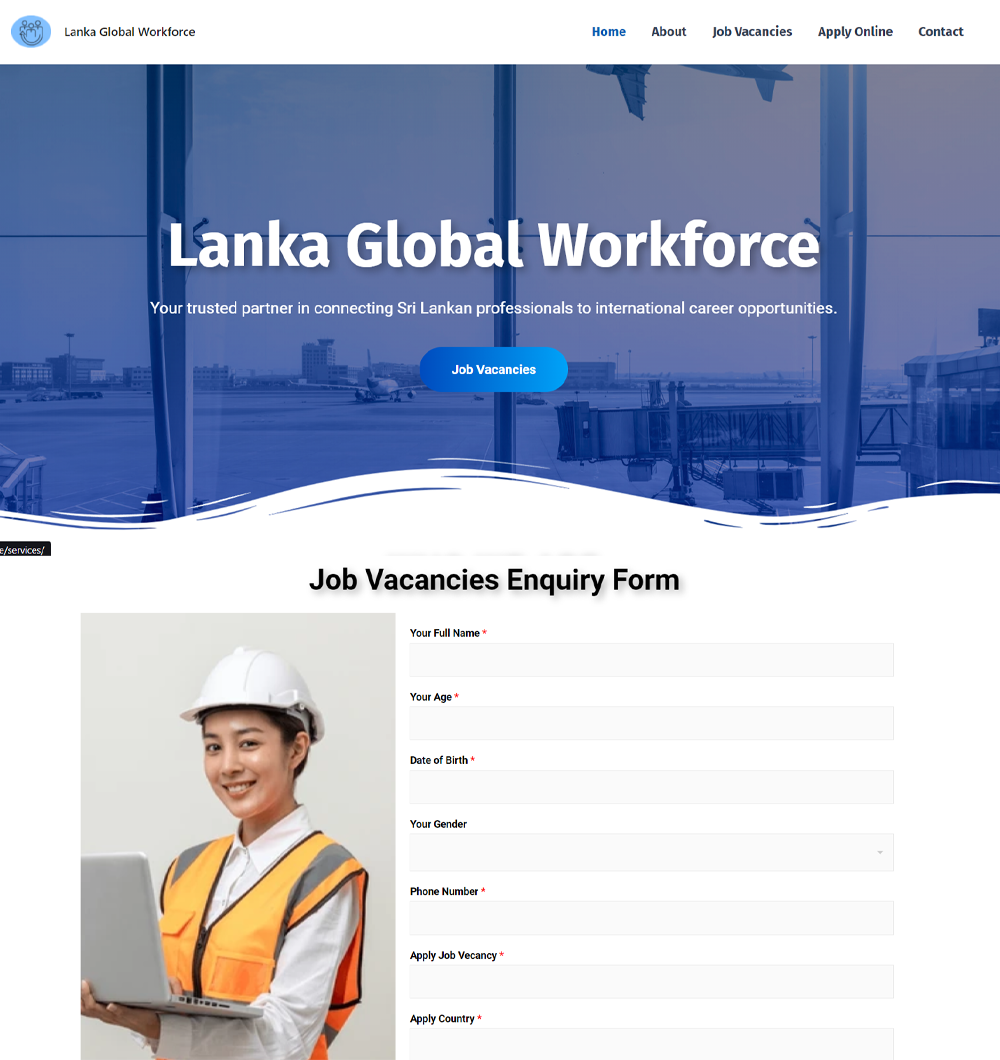 Lanka Global Workforce
Home About Job Vacancies Apply Online Contact
Lanka Global Workforce
Your trusted partner in connecting Sri Lankan professionals to international career opportunities.
Job Vacancies
e/services/
Job Vacancies Enquiry Form
Your Full Name *
Your Age *
Date of Birth *
Your Gender
Phone Number *
Apply Job Vecancy *
Apply Country *